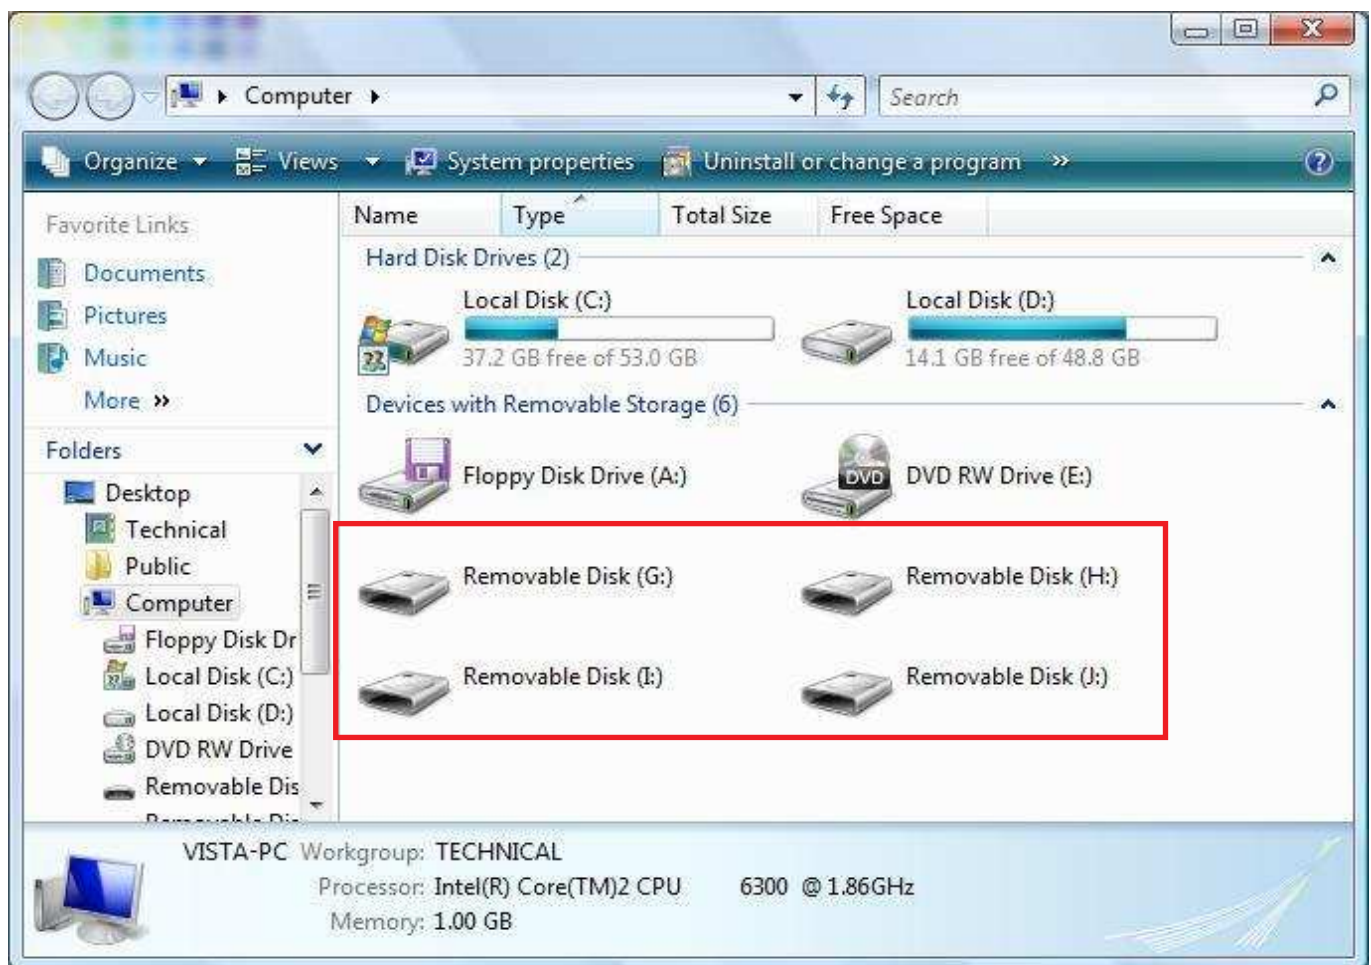 Computer
Search
Organize Views System properties Uninstall or change a program »
Favorite Links
Documents
Pictures
Music
More »
Folders
Desktop
Technical
Public
Computer
Floppy Disk Dr
Local Disk (C:)
Local Disk (D:)
DVD RW Drive
Removable Dis
Name Type Total Size Free Space
Hard Disk Drives (2)
Local Disk (C:)
37.2 GB free of 53.0 GB
Local Disk (D:)
14.1 GB free of 48.8 GB
Devices with Removable Storage (6)
Floppy Disk Drive (A:)
DVD
DVD RW Drive (E:)
Removable Disk (G:)
Removable Disk (H:)
Removable Disk (I:)
Removable Disk (J:)
VISTA-PC Workgroup: TECHNICAL
Processor: Intel(R) Core(TM)2 CPU 6300 @ 1.86GHz
Memory: 1.00 GB